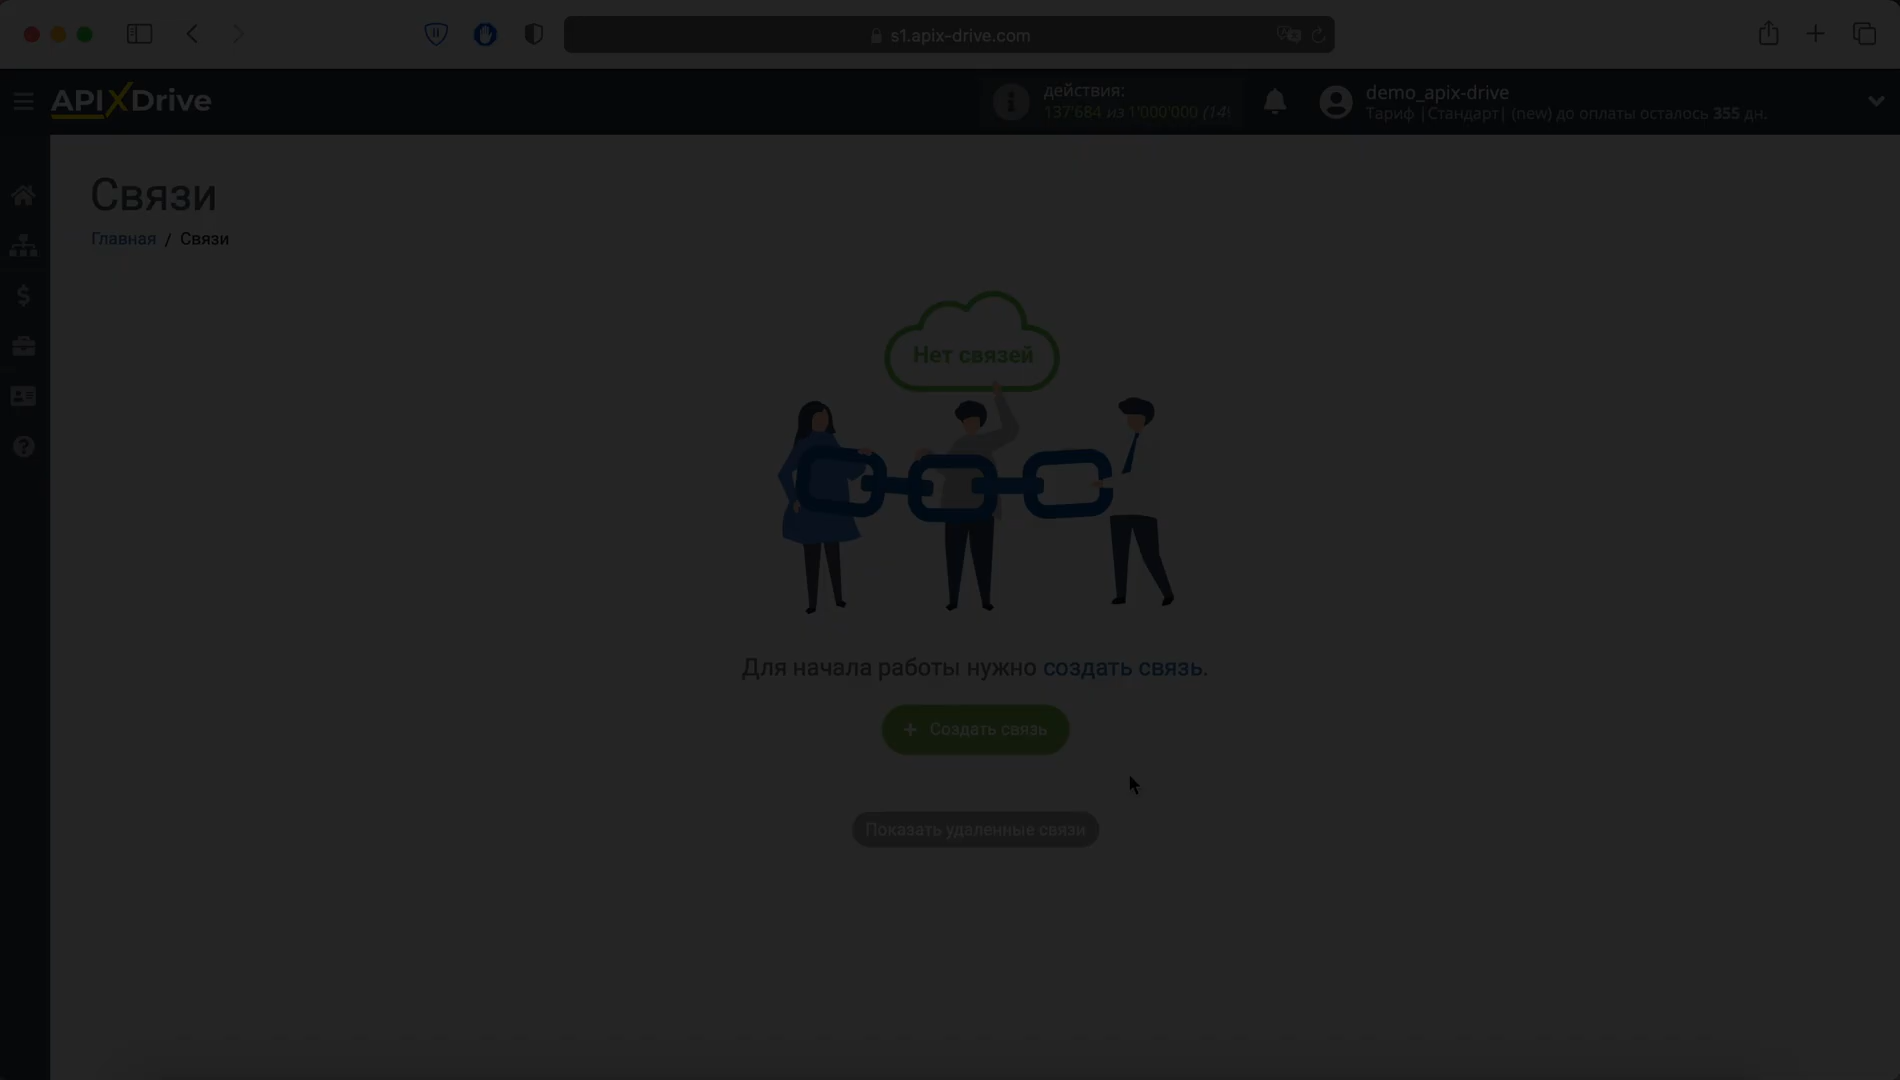 s1.apix-drive.com
APIXDrive
действия:
137'684 из 1'000'000 (14
demo_apix-drive
Тариф |Стандарт| (new) до оплаты осталось 355 дн.
Связи
Главная / Связи
Нет связей
Для начала работы нужно создать связь.
+ Создать связь
Показать удаленные связи